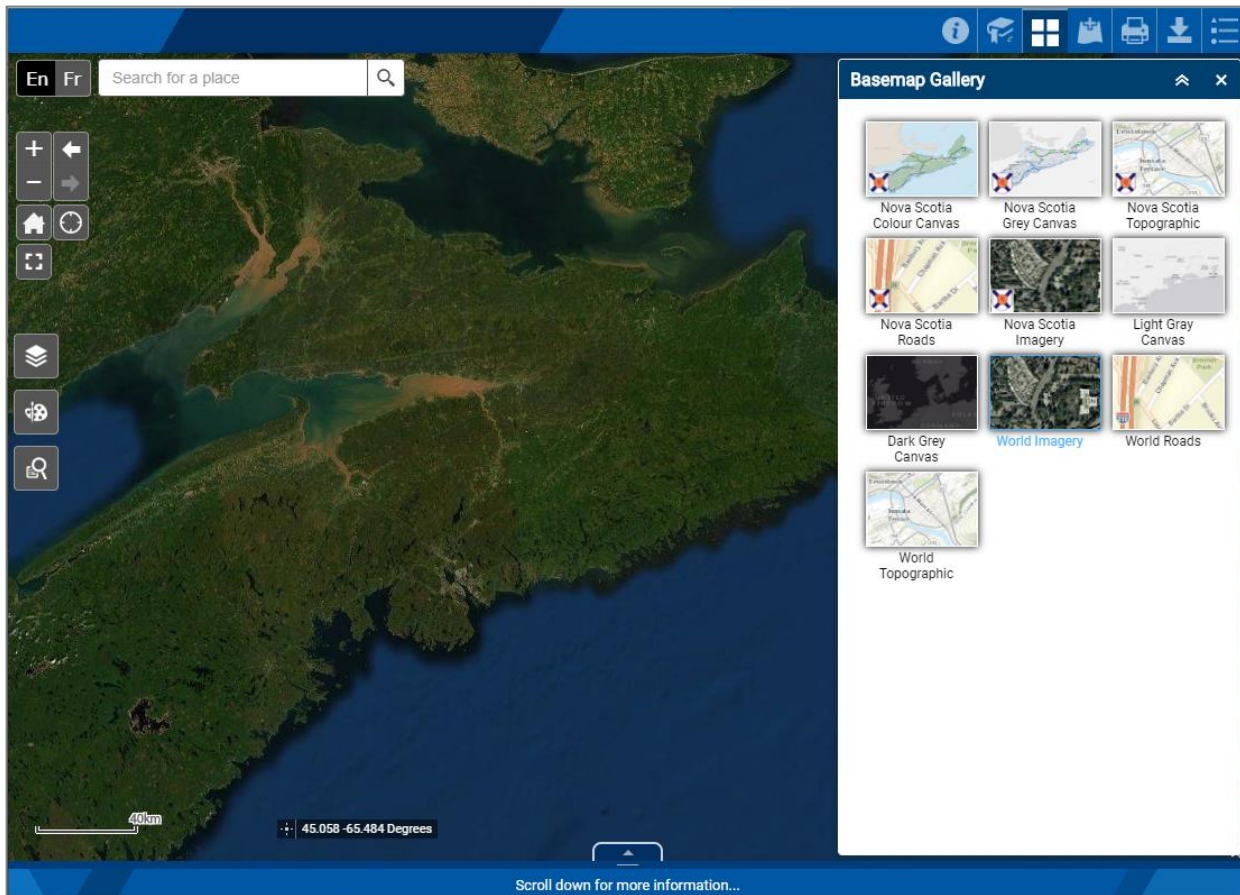 En Fr
Search for a place
Basemap Gallery
Nova Scotia
Colour Canvas
Nova Scotia
Grey Canvas
Nova Scotia
Topographic
Nova Scotia
Roads
Nova Scotia
Imagery
Light Gray
Canvas
Dark Grey
Canvas
World Imagery
World Roads
World
Topographic
40km
45.058 -65.484 Degrees
Scroll down for more information...